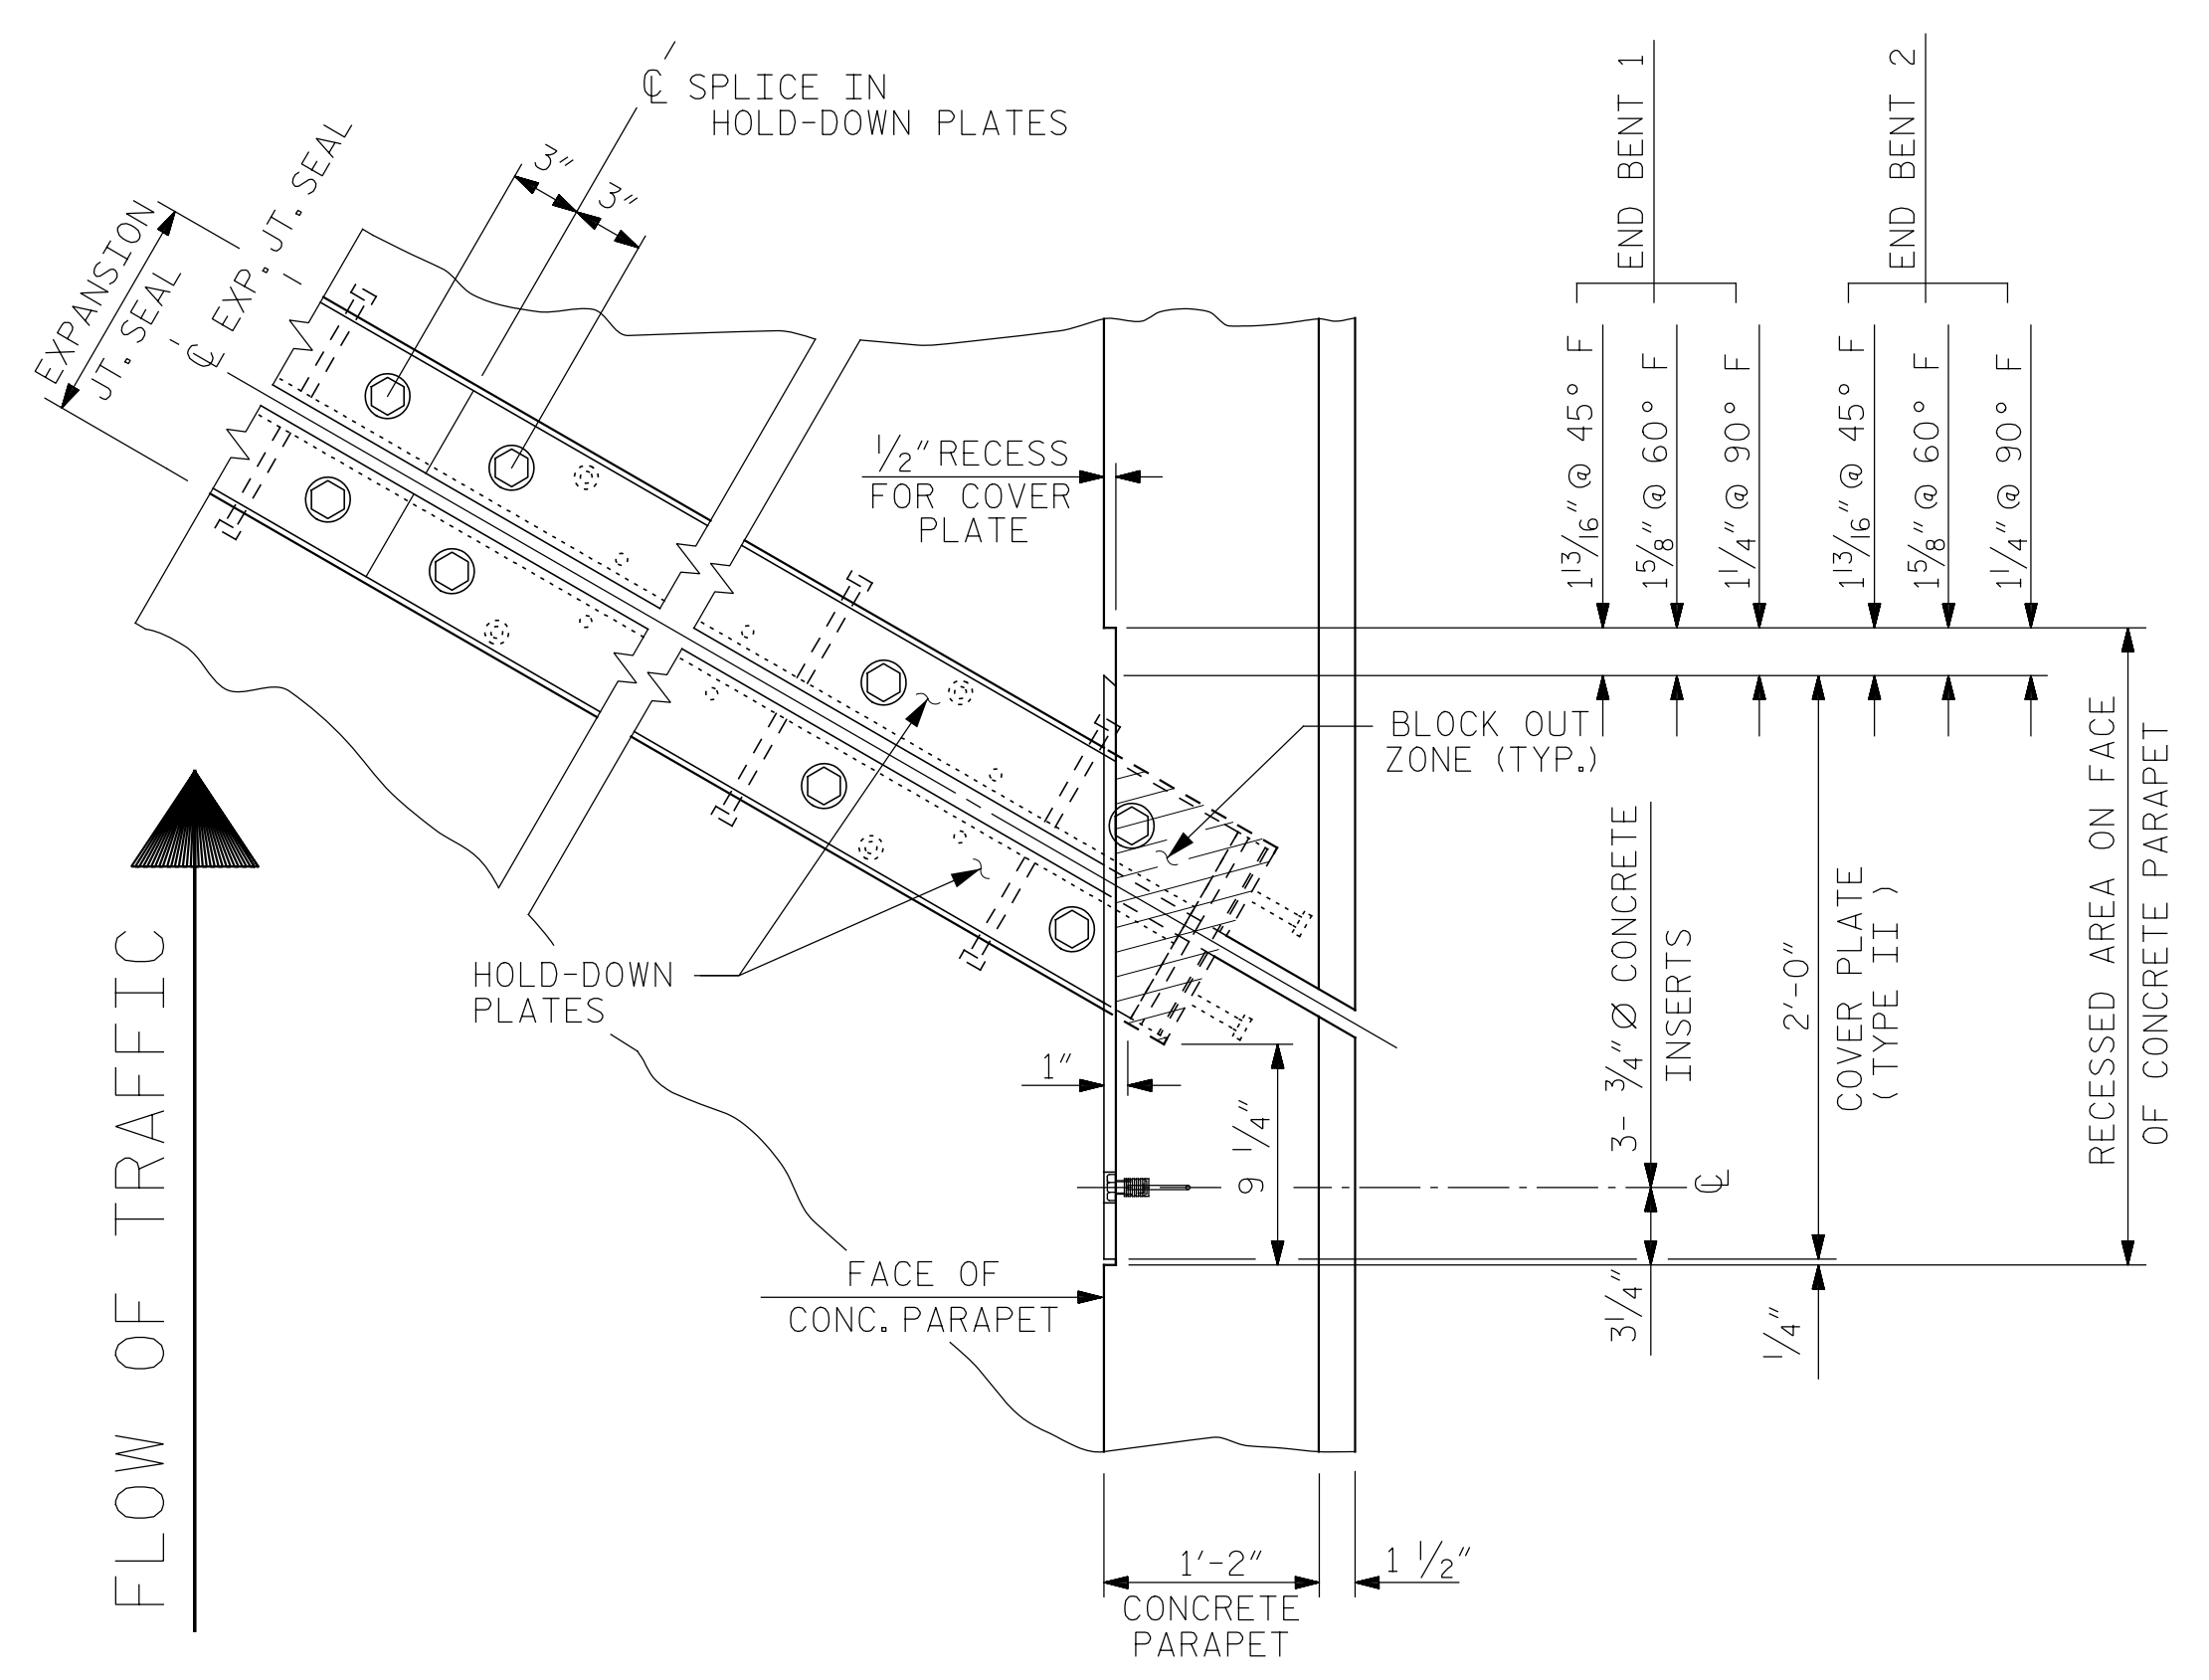 ℄ SPLICE IN
HOLD-DOWN PLATES
3"
3"
EXPANSION
JT. SEAL
℄ EXP. JT. SEAL
1/2" RECESS
FOR COVER
PLATE
END BENT 1
1 13/16" @ 45° F
1 5/8" @ 60° F
1 1/4" @ 90° F
END BENT 2
1 13/16" @ 45° F
1 5/8" @ 60° F
1 1/4" @ 90° F
BLOCK OUT
ZONE (TYP.)
HOLD-DOWN
PLATES
1"
9 1/4"
3- 3/4" Ø CONCRETE
INSERTS
℄
3 1/4"
2'-0"
COVER PLATE
(TYPE II )
1/4"
RECESSED AREA ON FACE
OF CONCRETE PARAPET
FACE OF
CONC. PARAPET
FLOW OF TRAFFIC
1'-2"
CONCRETE
PARAPET
1 1/2"